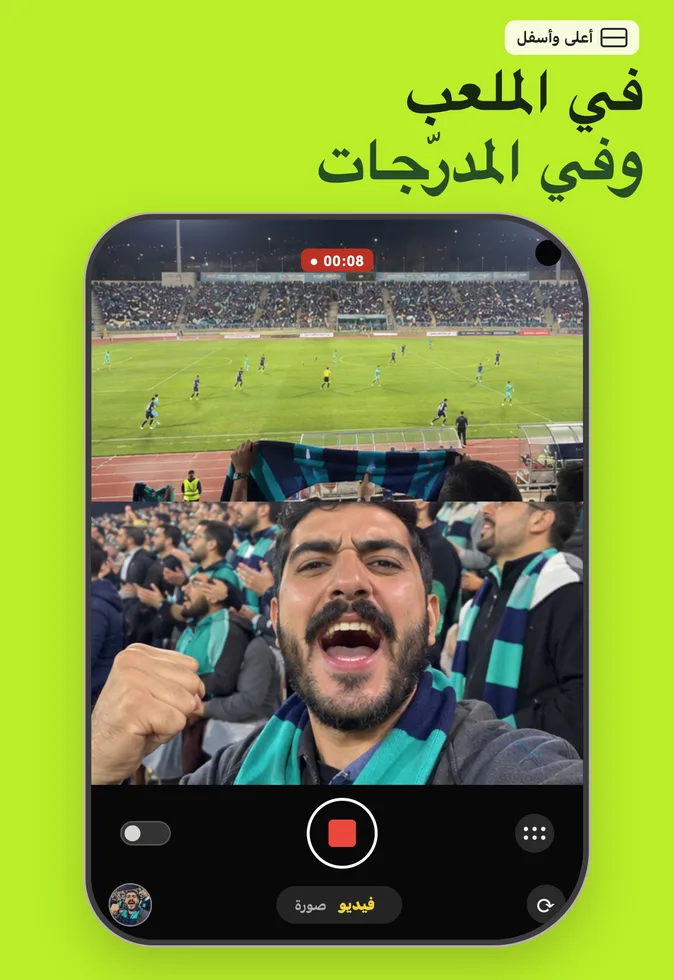 أعلى وأسفل
في الملعب
وفي المدرّجات
00:08
فيديو
صورة